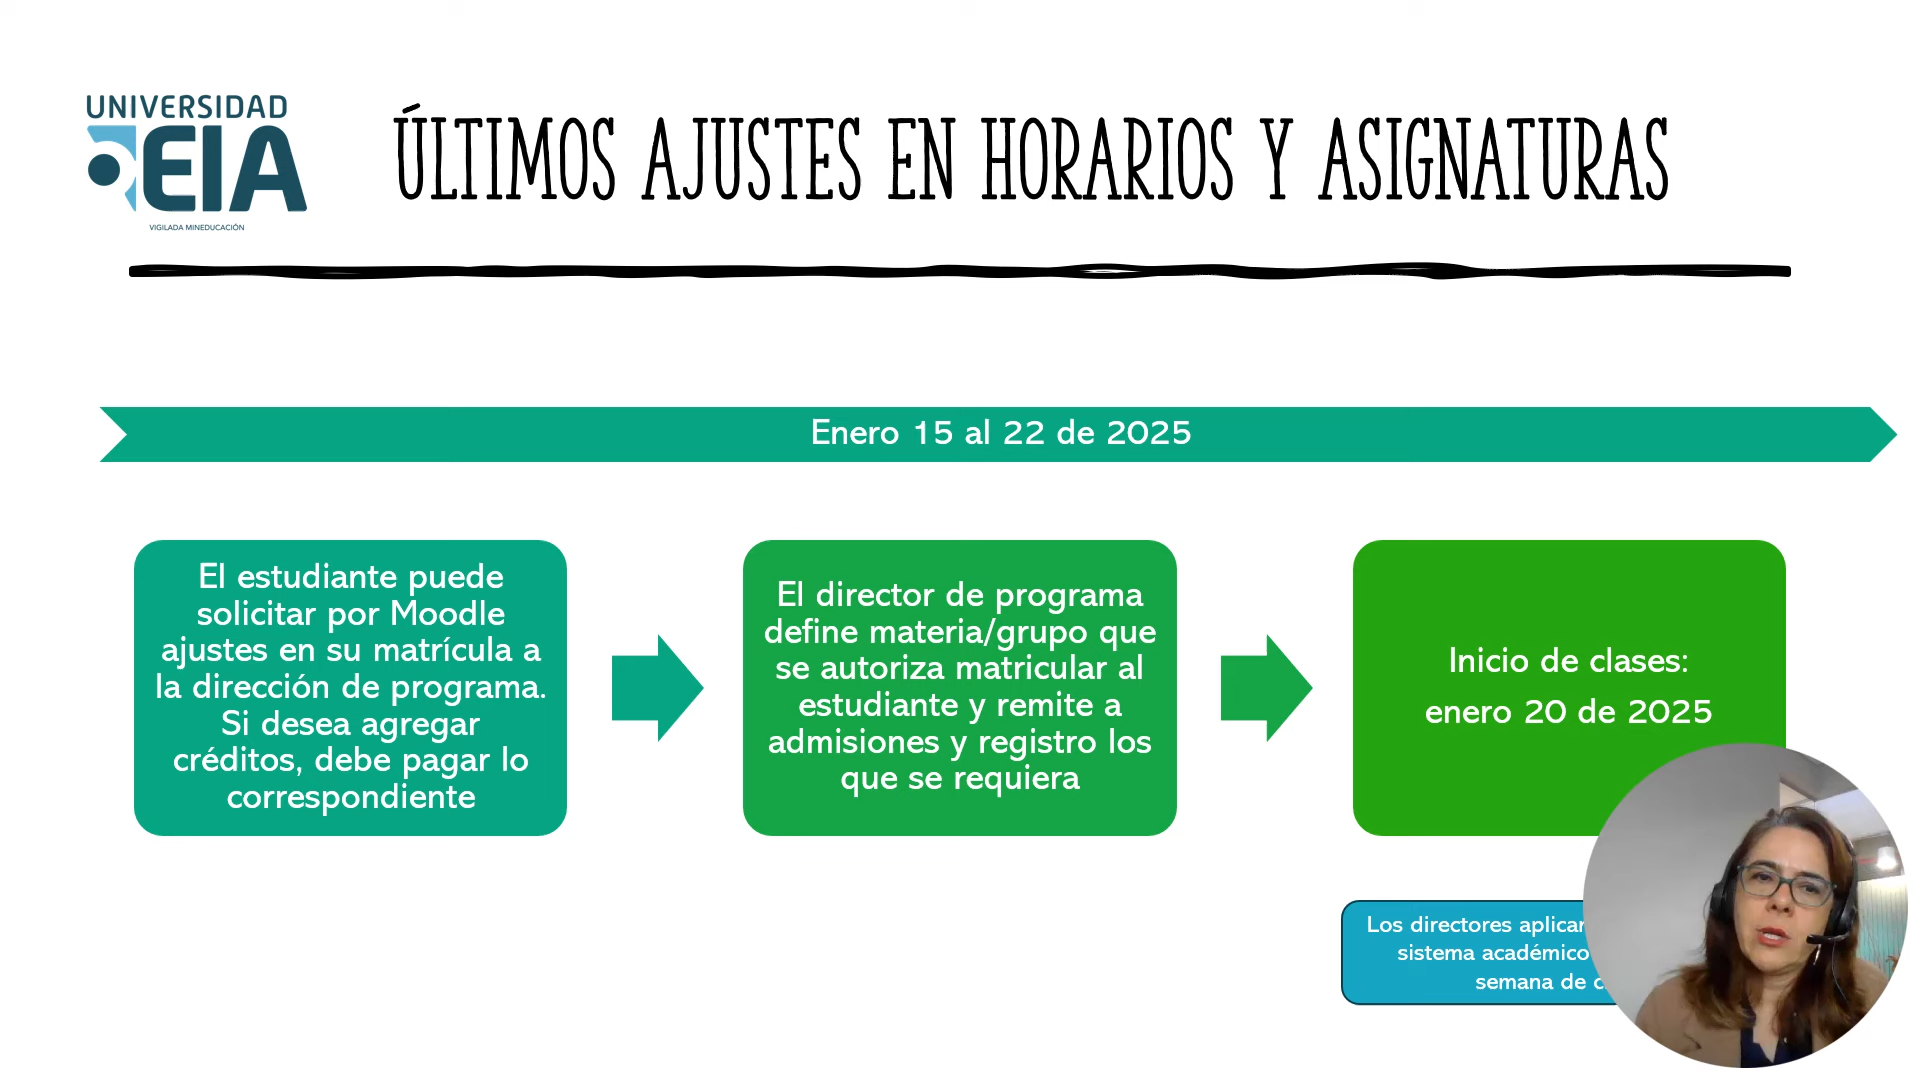 UNIVERSIDAD
EIA
VIGILADA MINEDUCACIÓN
ÚLTIMOS AJUSTES EN HORARIOS Y ASIGNATURAS
Enero 15 al 22 de 2025
El estudiante puede
solicitar por Moodle
ajustes en su matrícula a
la dirección de programa.
Si desea agregar
créditos, debe pagar lo
correspondiente
El director de programa
define materia/grupo que
se autoriza matricular al
estudiante y remite a
admisiones y registro los
que se requiera
Inicio de clases:
enero 20 de 2025
Los directores
sistema académico
semana de